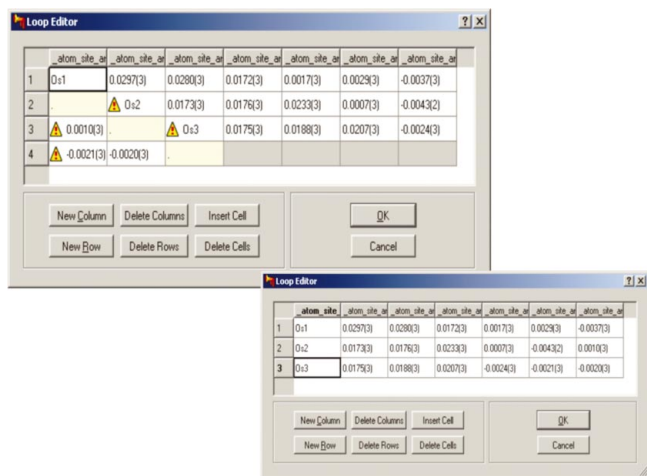 Loop Editor
_atom_site_ar _atom_site_ar _atom_site_ar _atom_site_ar _atom_site_ar _atom_site_ar _atom_site_ar
1 Os1 0.0297(3) 0.0280(3) 0.0172(3) 0.0017(3) 0.0029(3) -0.0037(3)
2 . Os2 0.0173(3) 0.0176(3) 0.0233(3) 0.0007(3) -0.0043(2)
3 0.0010(3) . Os3 0.0175(3) 0.0188(3) 0.0207(3) -0.0024(3)
4 -0.0021(3) -0.0020(3) .
New Column Delete Columns Insert Cell OK
New Row Delete Rows Delete Cells Cancel
Loop Editor
_atom_site_ _atom_site_ar _atom_site_ar _atom_site_ar _atom_site_ar _atom_site_ar _atom_site_ar
1 Os1 0.0297(3) 0.0280(3) 0.0172(3) 0.0017(3) 0.0029(3) -0.0037(3)
2 Os2 0.0173(3) 0.0176(3) 0.0233(3) 0.0007(3) -0.0043(2) 0.0010(3)
3 Os3 0.0175(3) 0.0188(3) 0.0207(3) -0.0024(3) -0.0021(3) -0.0020(3)
New Column Delete Columns Insert Cell OK
New Row Delete Rows Delete Cells Cancel